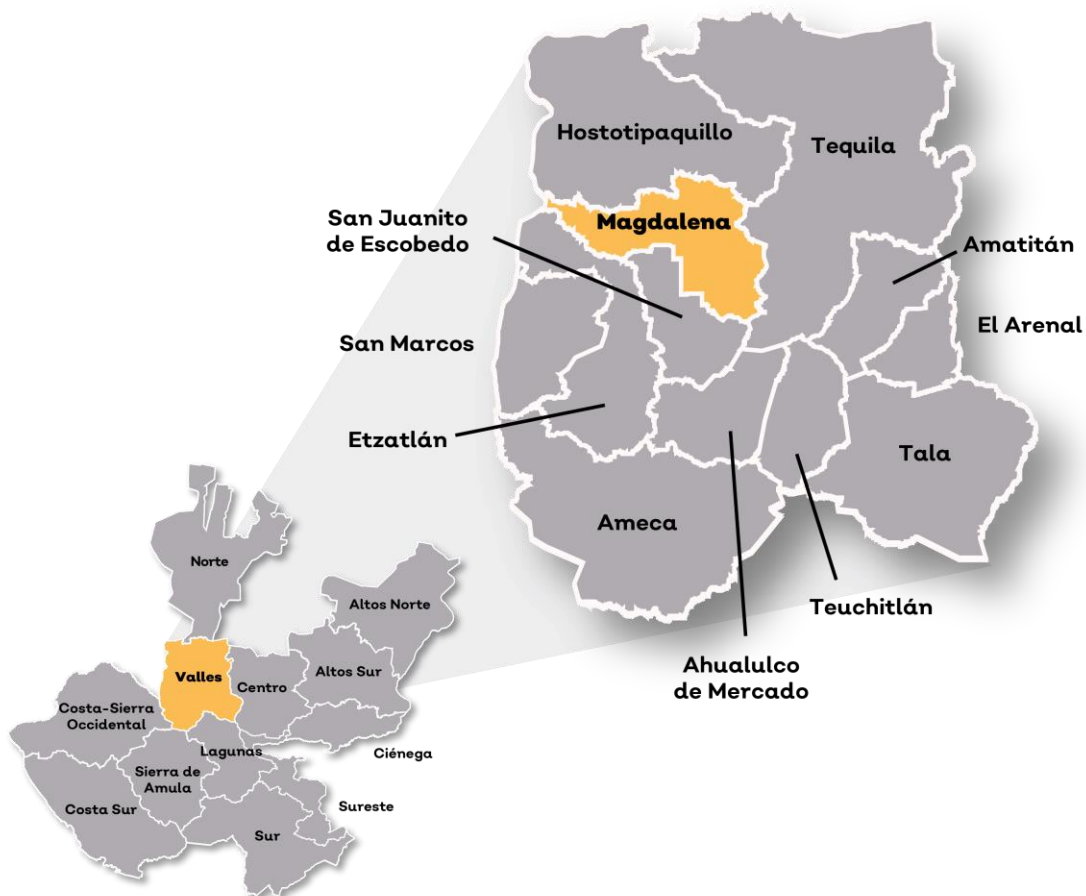 Hostotipaquillo
Tequila
San Juanito
de Escobedo
Magdalena
Amatitán
El Arenal
San Marcos
Etzatlán
Tala
Ameca
Teuchitlán
Ahualulco
de Mercado
Norte
Altos Norte
Valles
Centro
Altos Sur
Costa-Sierra
Occidental
Lagunas
Ciénega
Sierra de
Amula
Costa Sur
Sureste
Sur